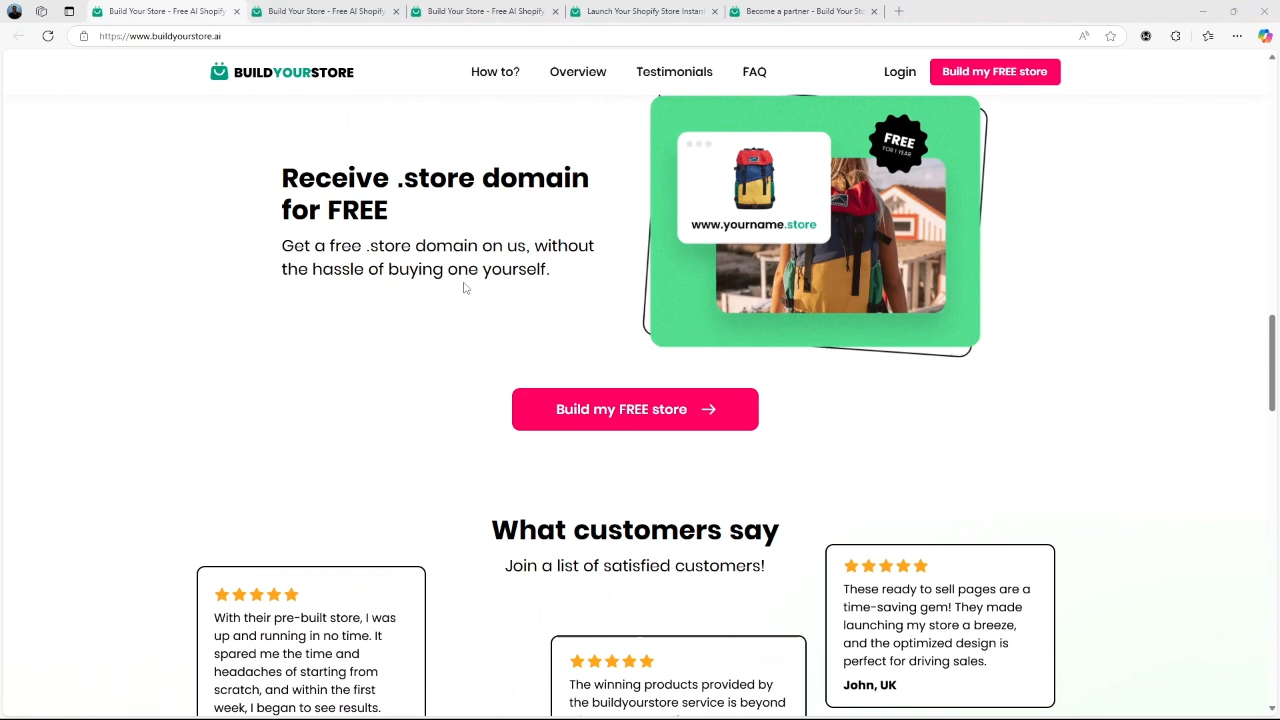 Build Your Store - Free AI Shopify
Build Your Store - Free AI Shopify
Build Your Store - Free AI Shopify
Launch Your Shopify Store Instan
Become a partner - Build Your Sto
https://www.buildyourstore.ai
BUILDYOURSTORE
How to?
Overview
Testimonials
FAQ
Login
Build my FREE store
Receive .store domain
for FREE
Get a free .store domain on us, without
the hassle of buying one yourself.
FREE
FOR 1 YEAR
www.yourname.store
Build my FREE store
What customers say
Join a list of satisfied customers!
With their pre-built store, I was
up and running in no time. It
spared me the time and
headaches of starting from
scratch, and within the first
week, I began to see results.
The winning products provided by
the buildyourstore service is beyond
These ready to sell pages are a
time-saving gem! They made
launching my store a breeze,
and the optimized design is
perfect for driving sales.
John, UK